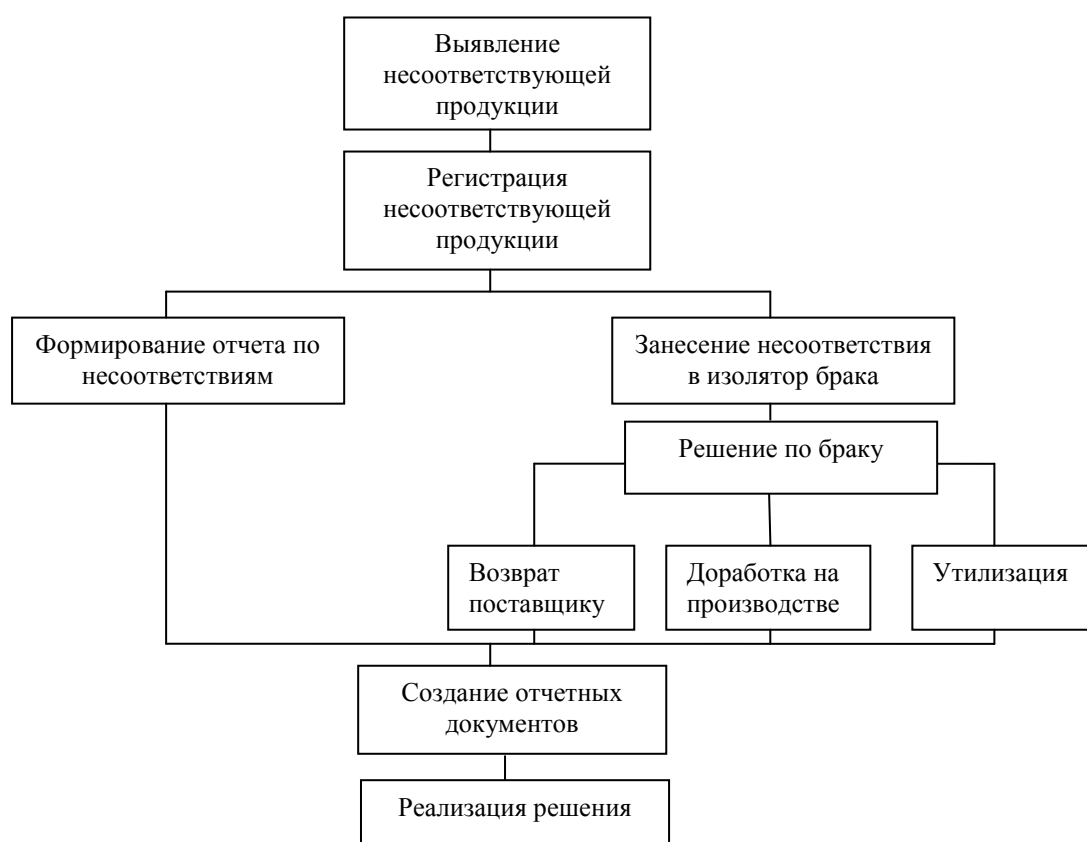 Выявление
несоответствующей
продукции
Регистрация
несоответствующей
продукции
Формирование отчета по
несоответствиям
Занесение несоответствия
в изолятор брака
Решение по браку
Возврат
поставщику
Доработка на
производстве
Утилизация
Создание отчетных
документов
Реализация решения